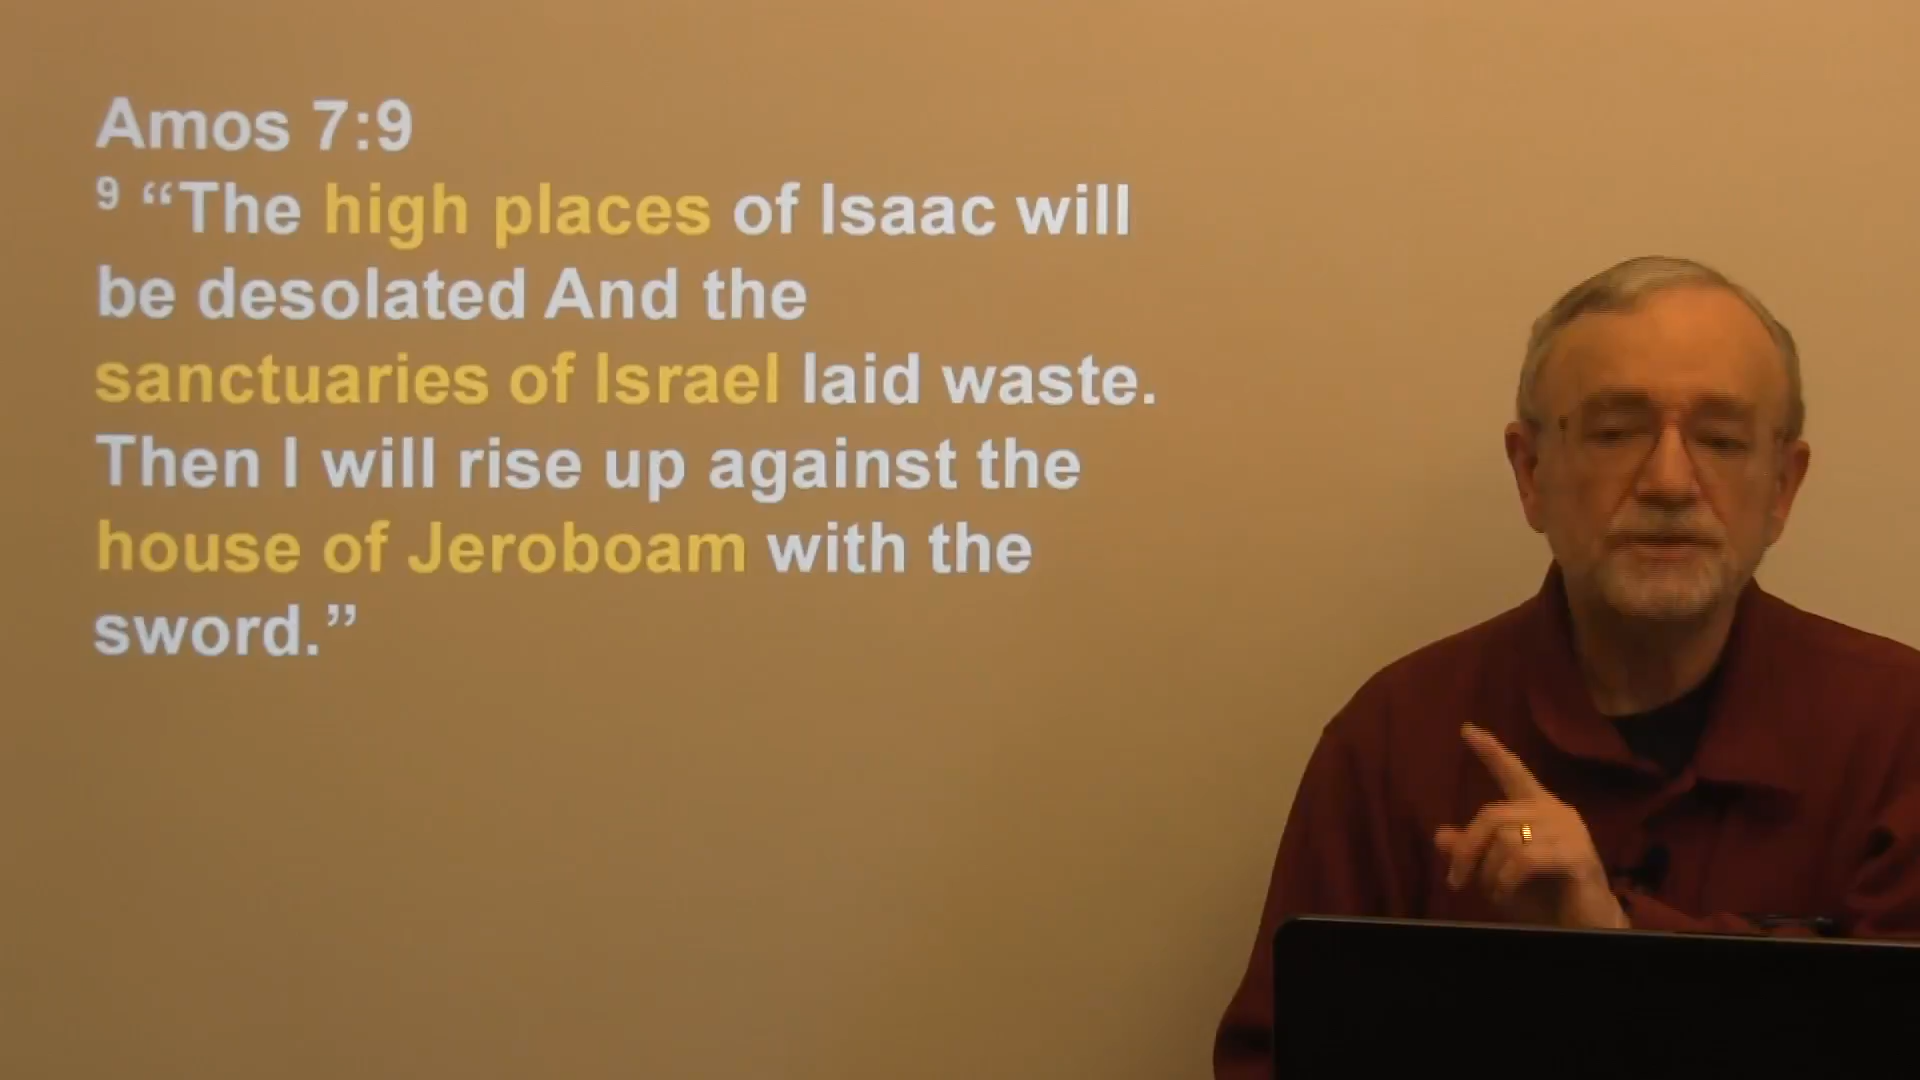 Amos 7:9
9 “The high places of Isaac will
be desolated And the
sanctuaries of Israel laid waste.
Then I will rise up against the
house of Jeroboam with the
sword.”